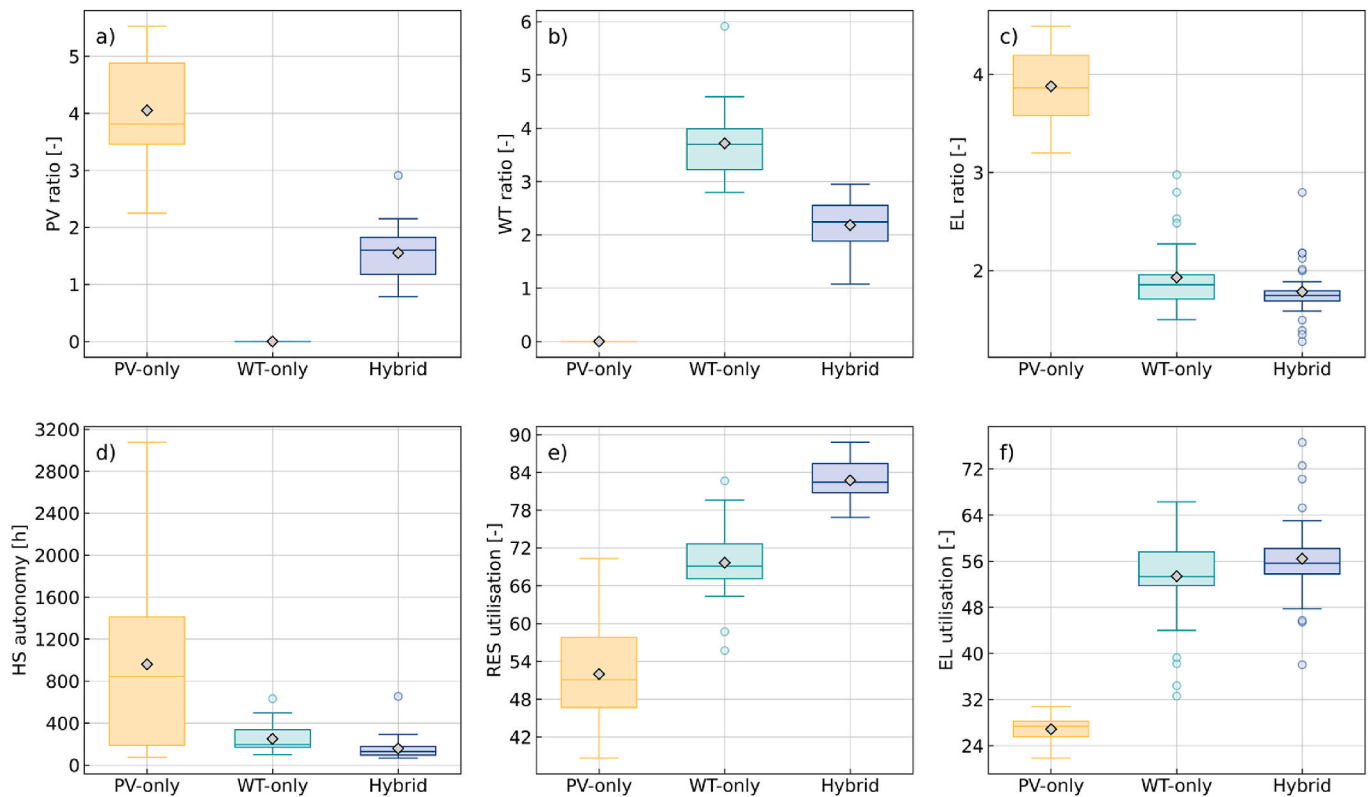 a)
PV ratio [-]
5
4
3
2
1
0
PV-only WT-only Hybrid
b)
WT ratio [-]
6
5
4
3
2
1
0
PV-only WT-only Hybrid
c)
EL ratio [-]
4
2
PV-only WT-only Hybrid
d)
HS autonomy [h]
3200
2800
2400
2000
1600
1200
800
400
0
PV-only WT-only Hybrid
e)
RES utilisation [-]
90
84
78
72
66
60
54
48
42
PV-only WT-only Hybrid
f)
EL utilisation [-]
72
64
56
48
40
32
24
PV-only WT-only Hybrid